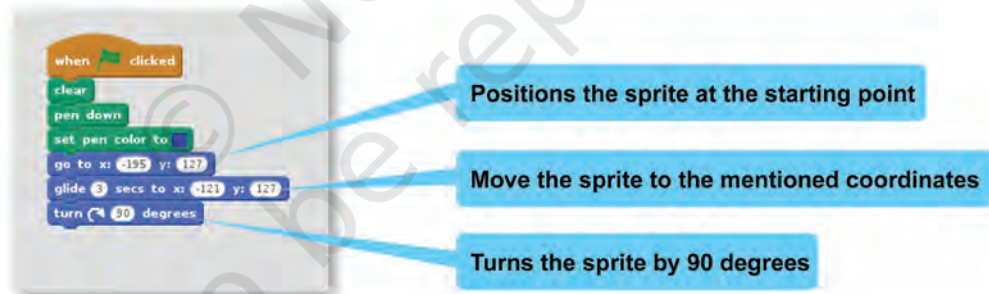 when clicked
clear
pen down
set pen color to
go to x: -195 y: 127
glide 3 secs to x: -121 y: 127
turn 90 degrees
Positions the sprite at the starting point
Move the sprite to the mentioned coordinates
Turns the sprite by 90 degrees
© N
be rep